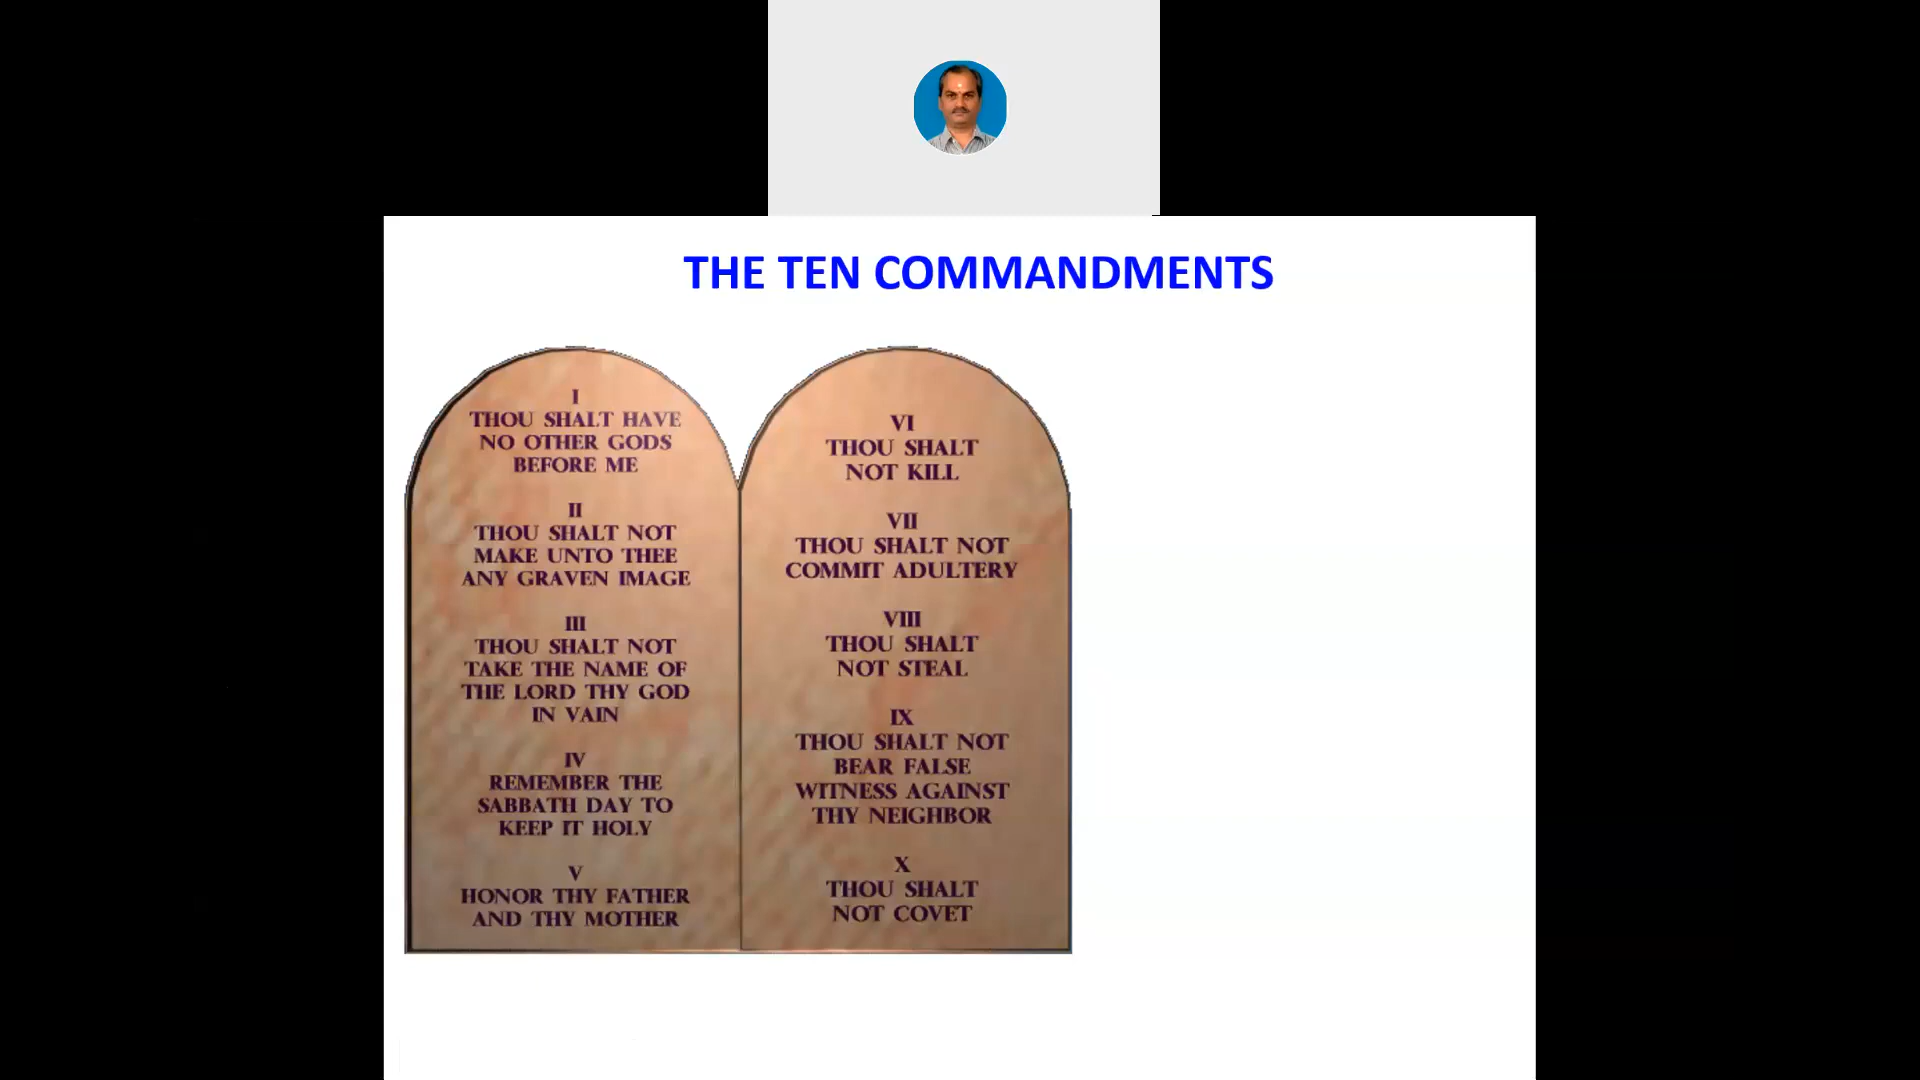 THE TEN COMMANDMENTS
I
THOU SHALT HAVE
NO OTHER GODS
BEFORE ME
II
THOU SHALT NOT
MAKE UNTO THEE
ANY GRAVEN IMAGE
III
THOU SHALT NOT
TAKE THE NAME OF
THE LORD THY GOD
IN VAIN
IV
REMEMBER THE
SABBATH DAY TO
KEEP IT HOLY
V
HONOR THY FATHER
AND THY MOTHER
VI
THOU SHALT
NOT KILL
VII
THOU SHALT NOT
COMMIT ADULTERY
VIII
THOU SHALT
NOT STEAL
IX
THOU SHALT NOT
BEAR FALSE
WITNESS AGAINST
THY NEIGHBOR
X
THOU SHALT
NOT COVET